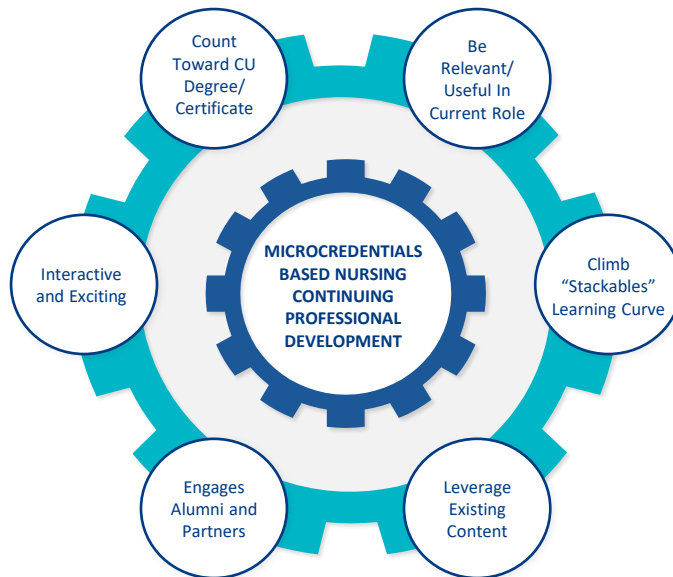 Count
Toward CU
Degree/
Certificate
Be
Relevant/
Useful In
Current Role
Interactive
and Exciting
MICROCREDENTIALS
BASED NURSING
CONTINUING
PROFESSIONAL
DEVELOPMENT
Climb
“Stackables”
Learning Curve
Engages
Alumni and
Partners
Leverage
Existing
Content